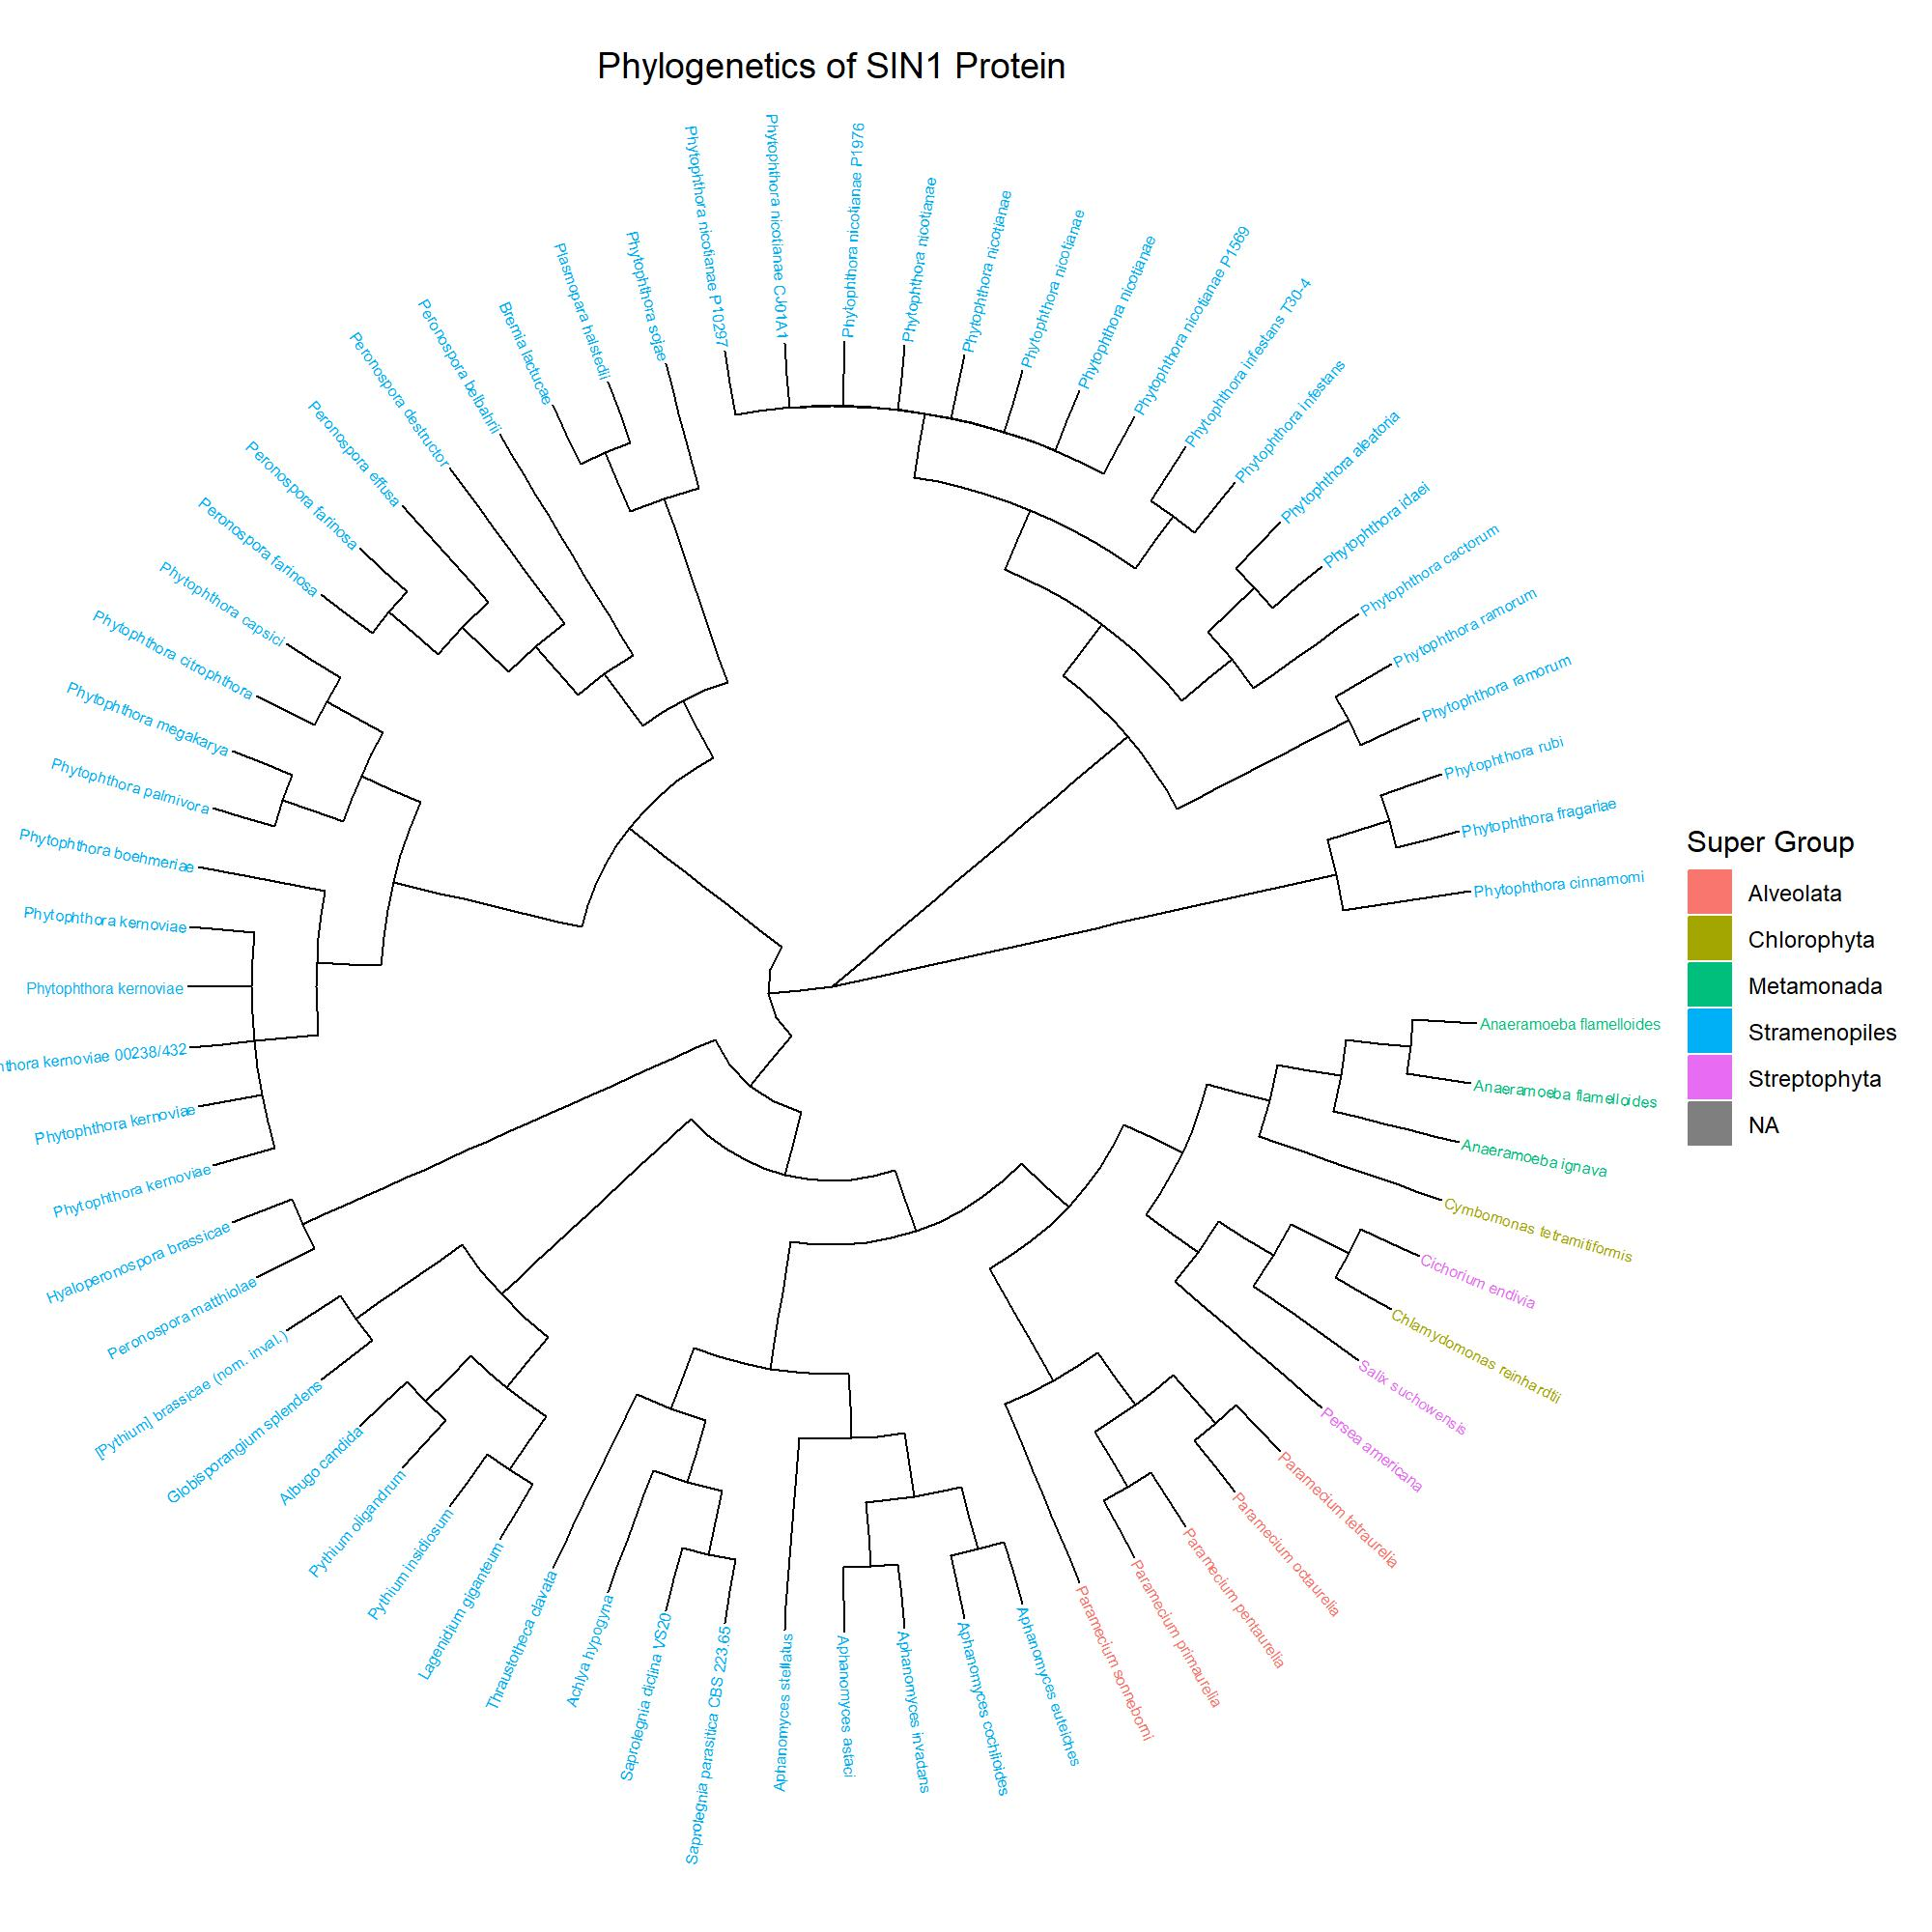 Phylogenetics of SIN1 Protein
Phytophthora nicotianae P10297
Phytophthora nicotianae CJ01A1
Phytophthora nicotianae P1976
Phytophthora nicotianae
Phytophthora nicotianae
Phytophthora nicotianae
Phytophthora nicotianae
Phytophthora nicotianae P1569
Phytophthora infestans T30-4
Phytophthora infestans
Phytophthora aleatoria
Phytophthora idaei
Phytophthora cactorum
Phytophthora ramorum
Phytophthora ramorum
Phytophthora rubi
Phytophthora fragariae
Phytophthora cinnamomi
Anaeramoeba flamelloides
Anaeramoeba flamelloides
Anaeramoeba ignava
Cymbomonas tetramitiformis
Cichorium endivia
Chlamydomonas reinhardtii
Salix suchowensis
Persea americana
Paramecium tetraurelia
Paramecium octaurelia
Paramecium pentaurelia
Paramecium primaurelia
Paramecium sonneborni
Aphanomyces euteiches
Aphanomyces cochlioides
Aphanomyces invadans
Aphanomyces astaci
Aphanomyces stellatus
Saprolegnia parasitica CBS 223.65
Saprolegnia diclina VS20
Achlya hypogyna
Thraustotheca clavata
Lagenidium giganteum
Pythium insidiosum
Pythium oligandrum
Albugo candida
Globisporangium splendens
[Pythium] brassicae (nom. inval.)
Peronospora matthiolae
Hyaloperonospora brassicae
Phytophthora kernoviae
Phytophthora kernoviae
hthora kernoviae 00238/432
Phytophthora kernoviae
Phytophthora kernoviae
Phytophthora boehmeriae
Phytophthora palmivora
Phytophthora megakarya
Phytophthora citrophthora
Phytophthora capsici
Peronospora farinosa
Peronospora farinosa
Peronospora effusa
Peronospora destructor
Peronospora belbahrii
Bremia lactucae
Plasmopara halstedii
Phytophthora sojae
Super Group
Alveolata
Chlorophyta
Metamonada
Stramenopiles
Streptophyta
NA